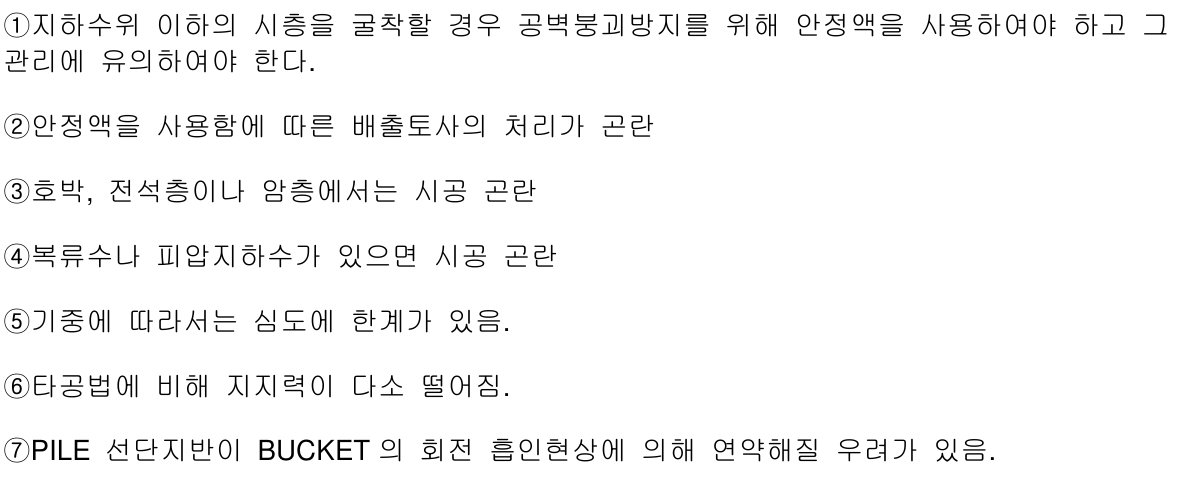 ①지하수위 이하의 시층을 굴착할 경우 공벽붕괴방지를 위해 안정액을 사용하여야 하고 그
관리에 유의하여야 한다.
②안정액을 사용함에 따른 배출토사의 처리가 곤란
③호박, 전석층이나 암층에서는 시공 곤란
④복류수나 피압지하수가 있으면 시공 곤란
⑤기중에 따라서는 심도에 한계가 있음.
⑥타공법에 비해 지지력이 다소 떨어짐.
⑦PILE 선단지반이 BUCKET 의 회전 흡인현상에 의해 연약해질 우려가 있음.